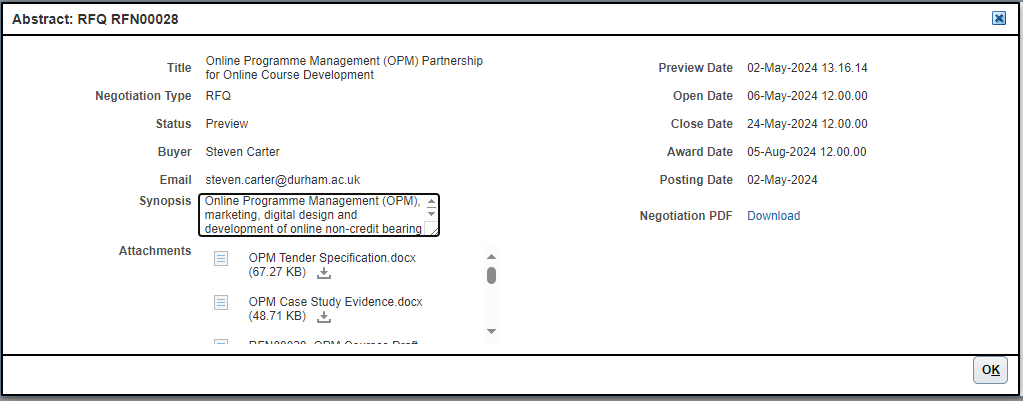 Abstract: RFQ RFN00028
Title Online Programme Management (OPM) Partnership
for Online Course Development
Negotiation Type RFQ
Status Preview
Buyer Steven Carter
Email steven.carter@durham.ac.uk
Synopsis Online Programme Management (OPM),
marketing, digital design and
development of online non-credit bearing
Attachments
OPM Tender Specification.docx
(67.27 KB)
OPM Case Study Evidence.docx
(48.71 KB)
Preview Date 02-May-2024 13.16.14
Open Date 06-May-2024 12.00.00
Close Date 24-May-2024 12.00.00
Award Date 05-Aug-2024 12.00.00
Posting Date 02-May-2024
Negotiation PDF Download
OK